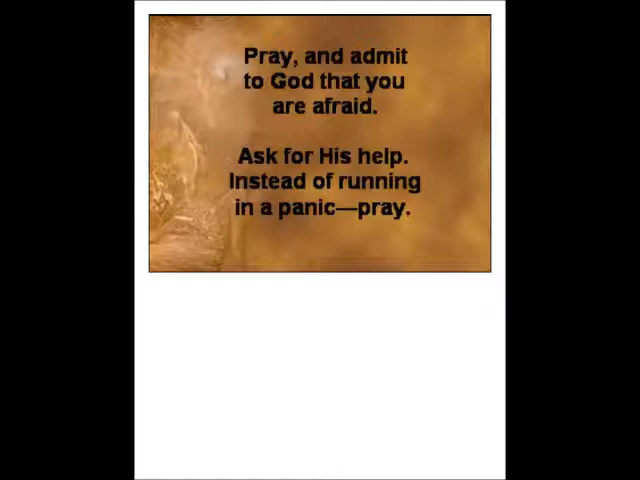 Pray, and admit
to God that you
are afraid.
Ask for His help.
Instead of running
in a panic—pray.